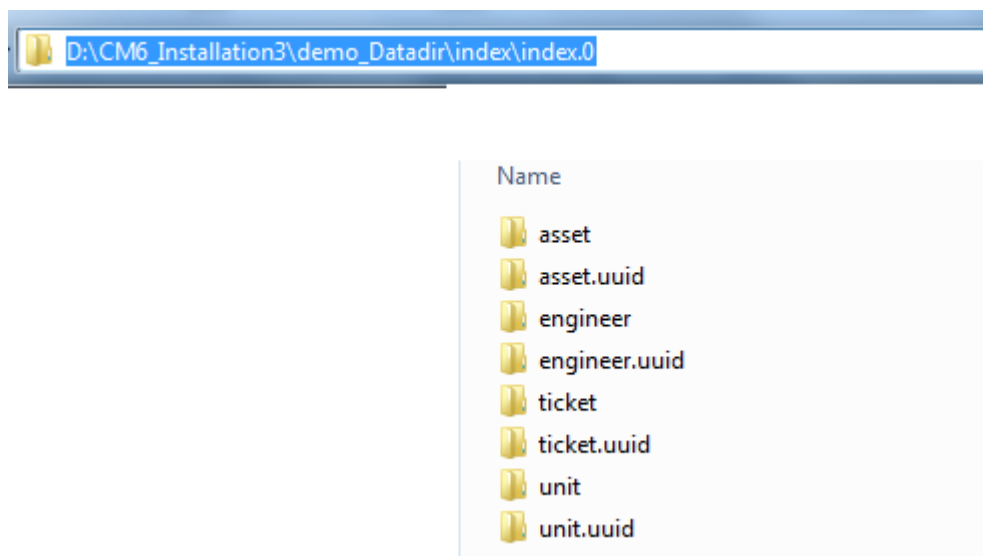 D:\CM6_Installation3\demo_Datadir\index\index.0
Name
asset
asset.uuid
engineer
engineer.uuid
ticket
ticket.uuid
unit
unit.uuid